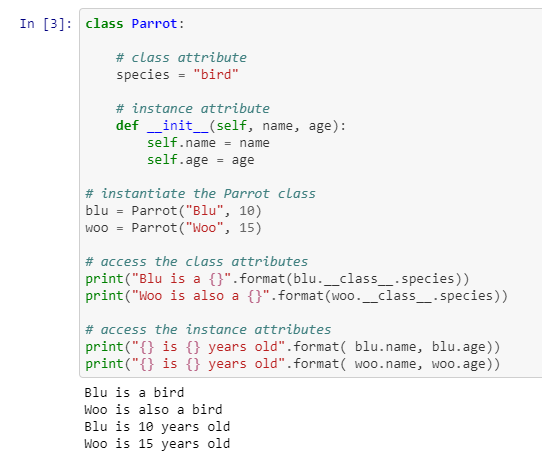 In [3]: class Parrot:
# class attribute
species = "bird"
# instance attribute
def __init__(self, name, age):
self.name = name
self.age = age
# instantiate the Parrot class
blu = Parrot("Blu", 10)
woo = Parrot("Woo", 15)
# access the class attributes
print("Blu is a {}".format(blu.__class__.species))
print("Woo is also a {}".format(woo.__class__.species))
# access the instance attributes
print("{} is {} years old".format( blu.name, blu.age))
print("{} is {} years old".format( woo.name, woo.age))
Blu is a bird
Woo is also a bird
Blu is 10 years old
Woo is 15 years old